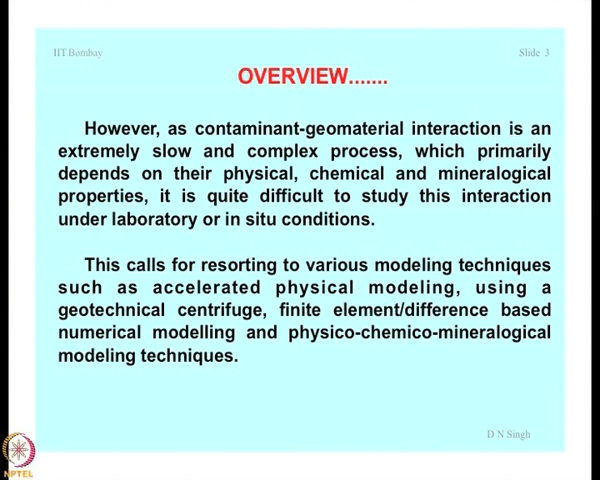 IIT Bombay
Slide 3
OVERVIEW.......
However, as contaminant-geomaterial interaction is an
extremely slow and complex process, which primarily
depends on their physical, chemical and mineralogical
properties, it is quite difficult to study this interaction
under laboratory or in situ conditions.
This calls for resorting to various modeling techniques
such as accelerated physical modeling, using a
geotechnical centrifuge, finite element/difference based
numerical modelling and physico-chemico-mineralogical
modeling techniques.
D N Singh
NPTEL